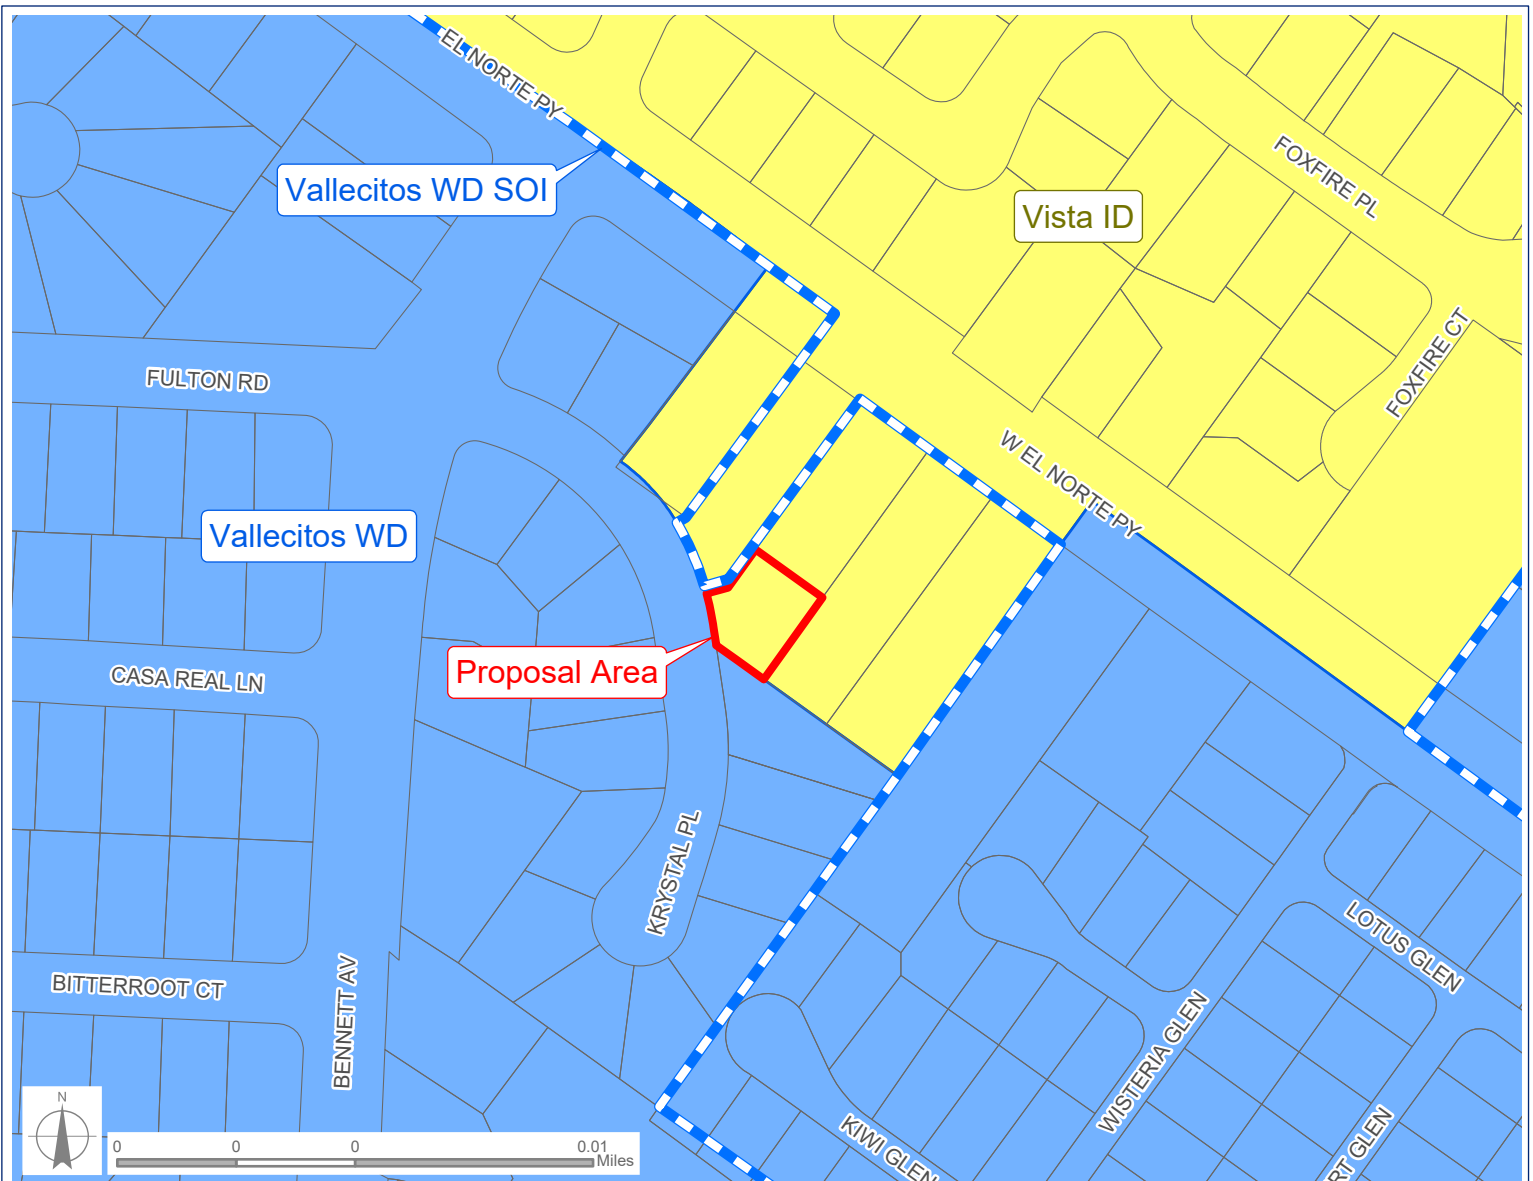 EL NORTE PY
FOXFIRE PL
Vallecitos WD SOI
Vista ID
FULTON RD
FOXFIRE CT
W EL NORTE PY
Vallecitos WD
Proposal Area
CASA REAL LN
KRYSTAL PL
LOTUS GLEN
BITTERROOT CT
BENNETT AV
WISTERIA GLEN
KIWI GLEN
RT GLEN
N
0 0 0 0.01
Miles